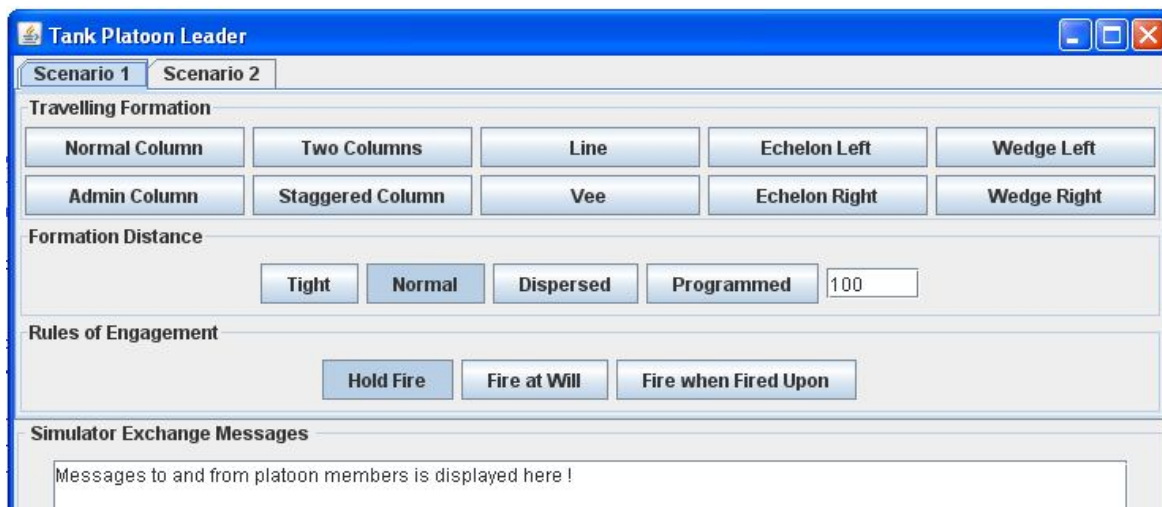 Tank Platoon Leader
Scenario 1 Scenario 2
Travelling Formation
Normal Column Two Columns Line Echelon Left Wedge Left
Admin Column Staggered Column Vee Echelon Right Wedge Right
Formation Distance
Tight Normal Dispersed Programmed 100
Rules of Engagement
Hold Fire Fire at Will Fire when Fired Upon
Simulator Exchange Messages
Messages to and from platoon members is displayed here !